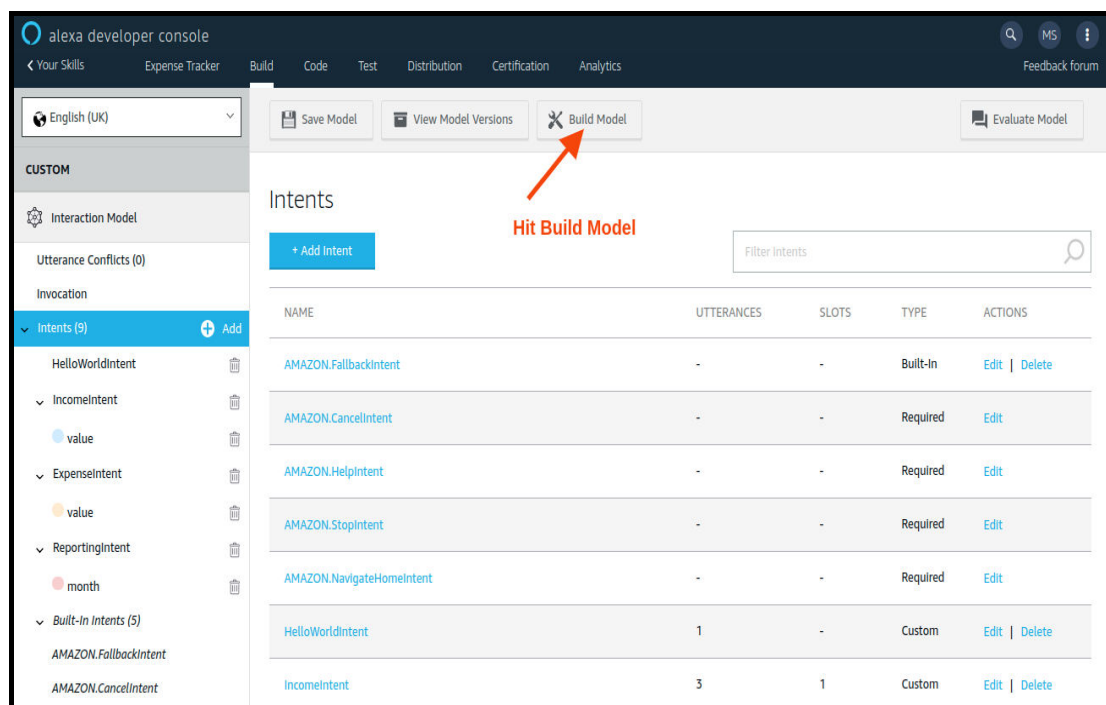 alexa developer console
MS
Your Skills Expense Tracker Build Code Test Distribution Certification Analytics Feedback forum
English (UK)
Save Model View Model Versions Build Model Evaluate Model
CUSTOM
Interaction Model
Utterance Conflicts (0)
Invocation
Intents (9) Add
HelloWorldIntent
IncomeIntent
value
ExpenseIntent
value
ReportingIntent
month
Built-In Intents (5)
AMAZON.FallbackIntent
AMAZON.CancelIntent
Intents
Hit Build Model
+ Add Intent
Filter Intents
NAME UTTERANCES SLOTS TYPE ACTIONS
AMAZON.FallbackIntent - - Built-In Edit | Delete
AMAZON.CancelIntent - - Required Edit
AMAZON.HelpIntent - - Required Edit
AMAZON.StopIntent - - Required Edit
AMAZON.NavigateHomeIntent - - Required Edit
HelloWorldIntent 1 - Custom Edit | Delete
IncomeIntent 3 1 Custom Edit | Delete